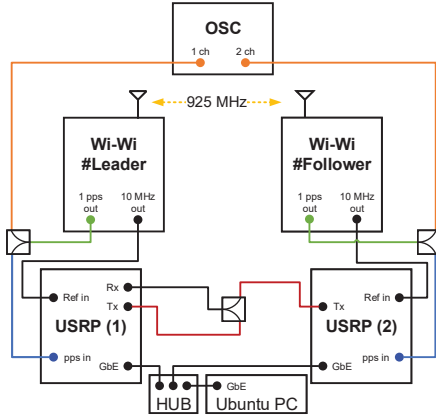 OSC
1 ch
2 ch
925 MHz
Wi-Wi
#Leader
1 pps
out
10 MHz
out
Wi-Wi
#Follower
1 pps
out
10 MHz
out
Ref in
Rx
Tx
USRP (1)
pps in
GbE
Tx
Ref in
USRP (2)
pps in
GbE
HUB
GbE
Ubuntu PC